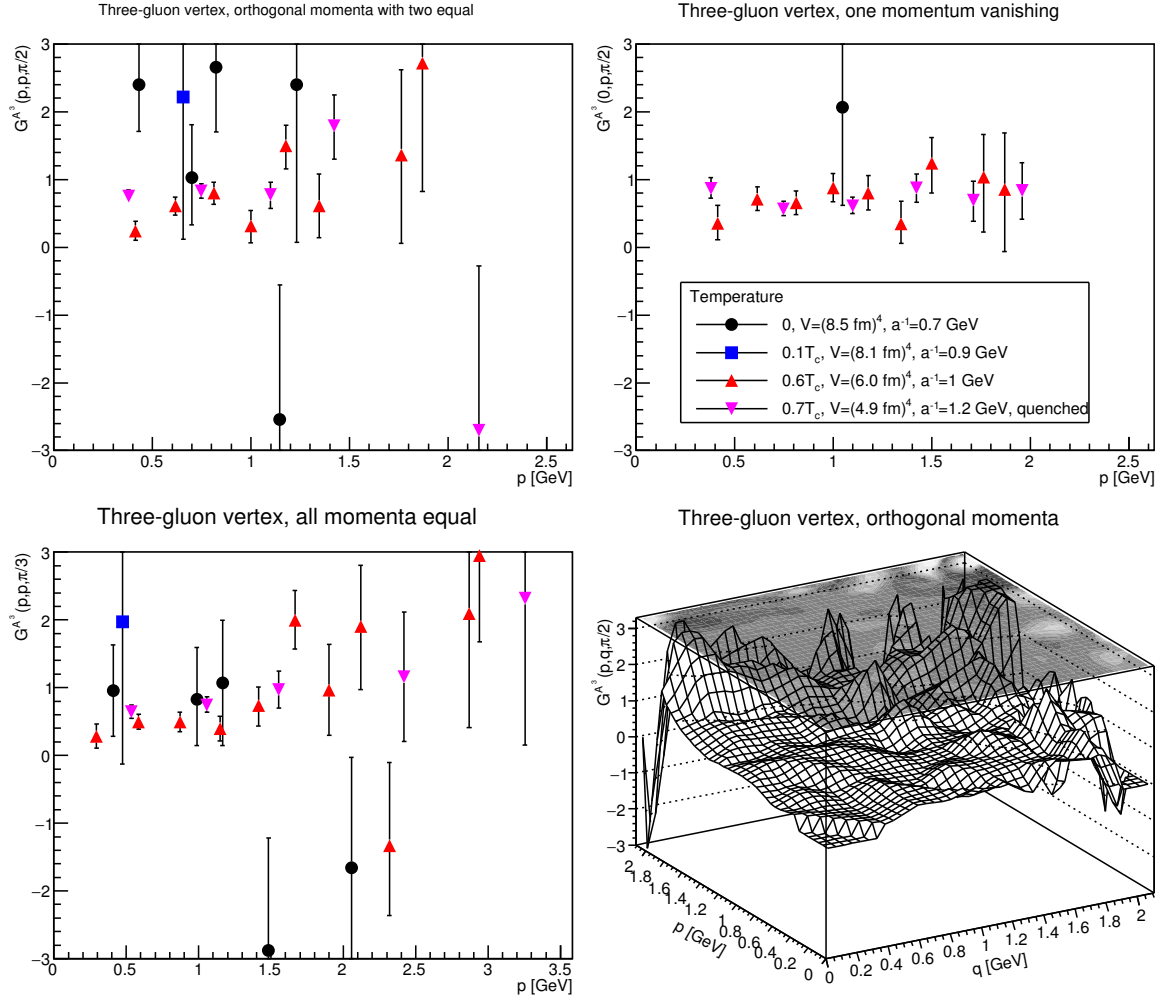 Three-gluon vertex, orthogonal momenta with two equal
G^{A^3}(p,p,π/2)
3
2
1
0
−1
−2
−3
0 0.5 1 1.5 2 2.5
p [GeV]
Three-gluon vertex, one momentum vanishing
G^{A^3}(0,p,π/2)
3
2
1
0
−1
−2
−3
Temperature
0, V=(8.5 fm)⁴, a⁻¹=0.7 GeV
0.1T_c, V=(8.1 fm)⁴, a⁻¹=0.9 GeV
0.6T_c, V=(6.0 fm)⁴, a⁻¹=1 GeV
0.7T_c, V=(4.9 fm)⁴, a⁻¹=1.2 GeV, quenched
0 0.5 1 1.5 2 2.5
p [GeV]
Three-gluon vertex, all momenta equal
G^{A^3}(p,p,π/3)
3
2
1
0
−1
−2
−3
0 0.5 1 1.5 2 2.5 3 3.5
p [GeV]
Three-gluon vertex, orthogonal momenta
G^{A^3}(p,q,π/2)
3
2
1
0
−1
−2
−3
2 1.8 1.6 1.4 1.2 1 0.8 0.6 0.4 0.2 0
p [GeV]
0 0.2 0.4 0.6 0.8 1 1.2 1.4 1.6 1.8 2
q [GeV]